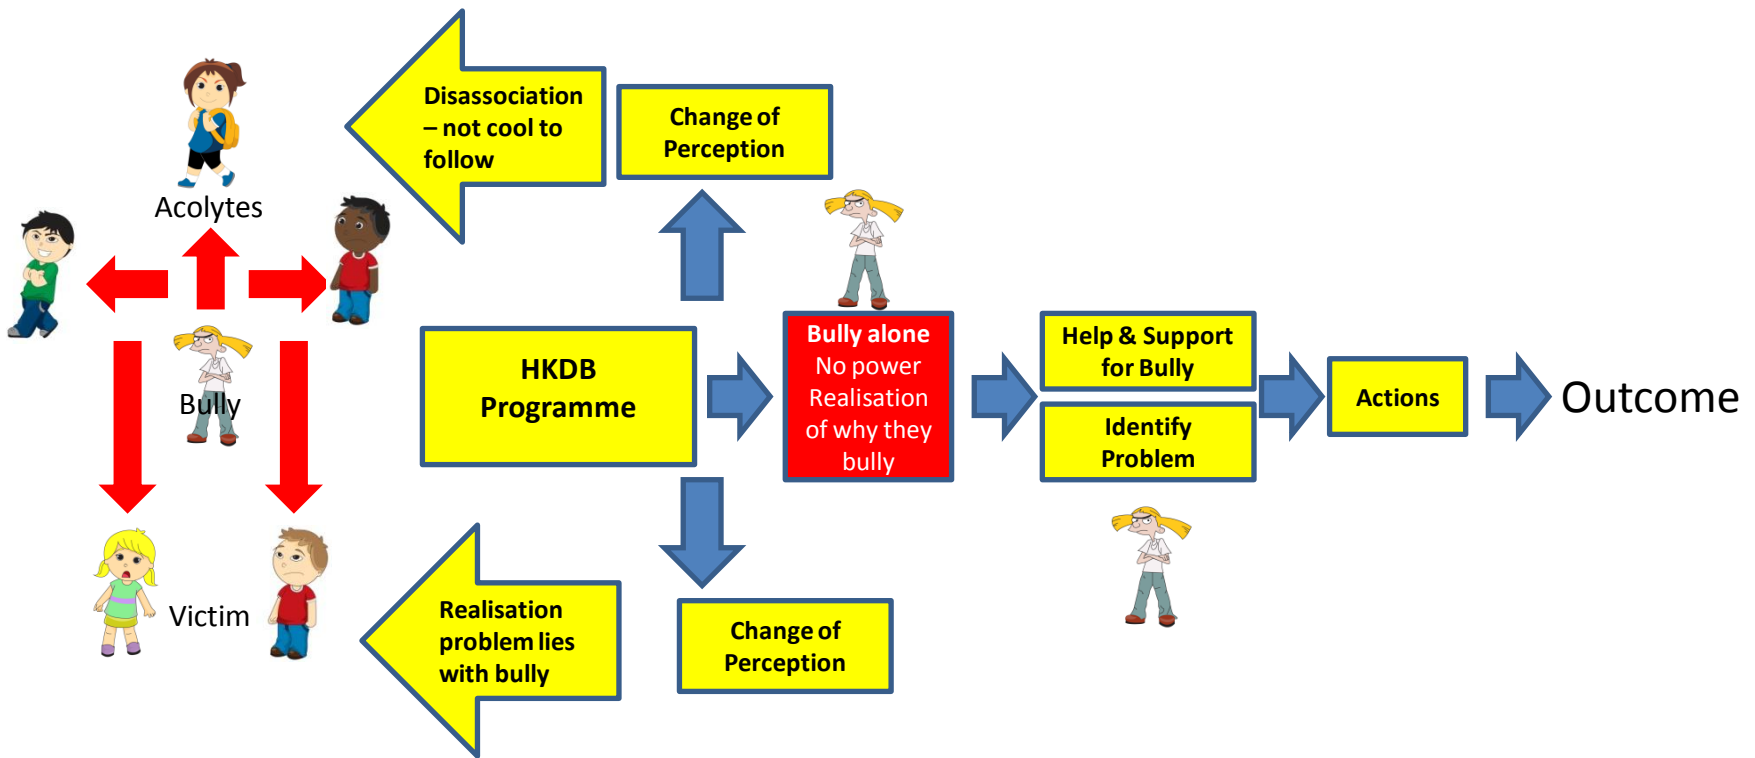 Disassociation
– not cool to
follow
Change of
Perception
Acolytes
Bully
Victim
HKDB
Programme
Bully alone
No power
Realisation
of why they
bully
Help & Support
for Bully
Identify
Problem
Actions
Outcome
Realisation
problem lies
with bully
Change of
Perception